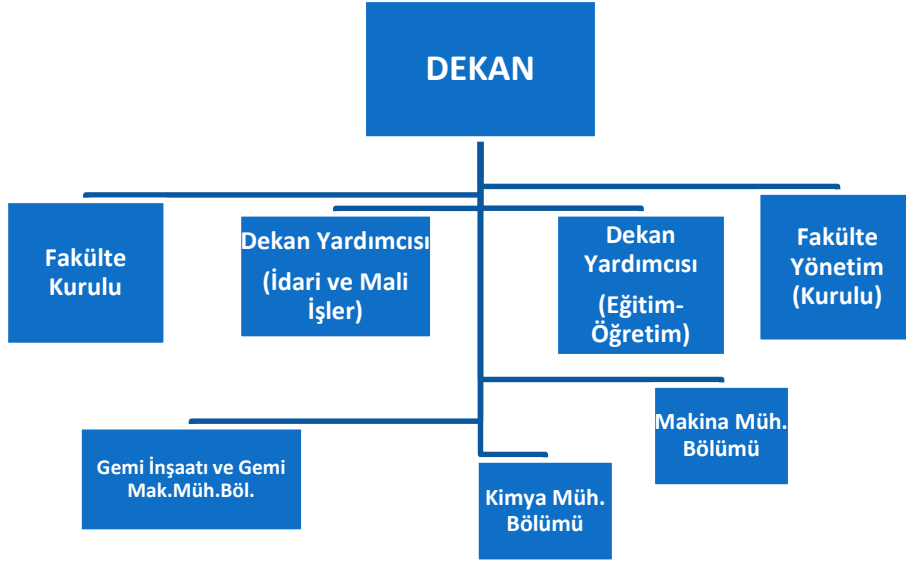 DEKAN
Fakülte
Kurulu
Dekan Yardımcısı
(İdari ve Mali
İşler)
Dekan
Yardımcısı
(Eğitim-
Öğretim)
Fakülte
Yönetim
(Kurulu)
Gemi İnşaatı ve Gemi
Mak.Müh.Böl.
Kimya Müh.
Bölümü
Makina Müh.
Bölümü